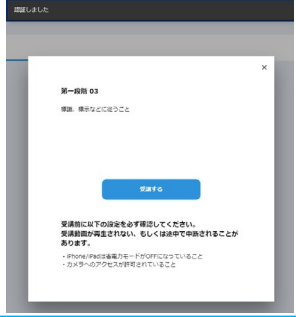 認証しました
×
第一段階 03
標識、標示などに従うこと
受講する
受講前に以下の設定を必ず確認してください。
受講動画が再生されない、もしくは途中で中断されることが
あります。
・iPhone/iPadは省電力モードがOFFになっていること
・カメラへのアクセスが許可されていること